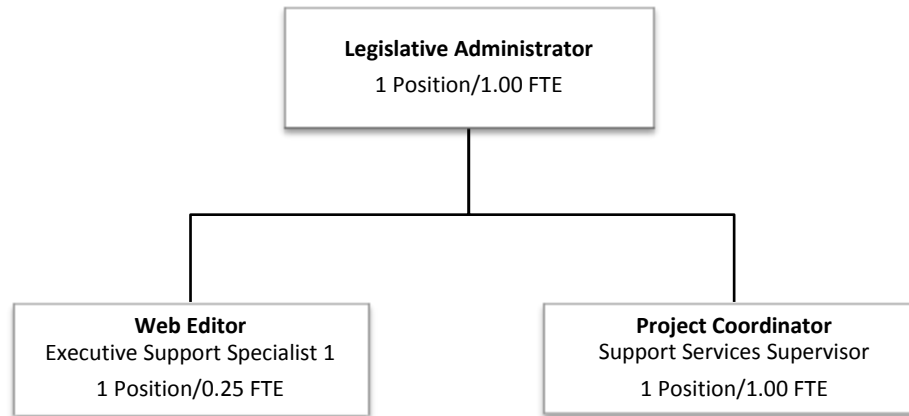 Legislative Administrator
1 Position/1.00 FTE
Web Editor
Executive Support Specialist 1
1 Position/0.25 FTE
Project Coordinator
Support Services Supervisor
1 Position/1.00 FTE